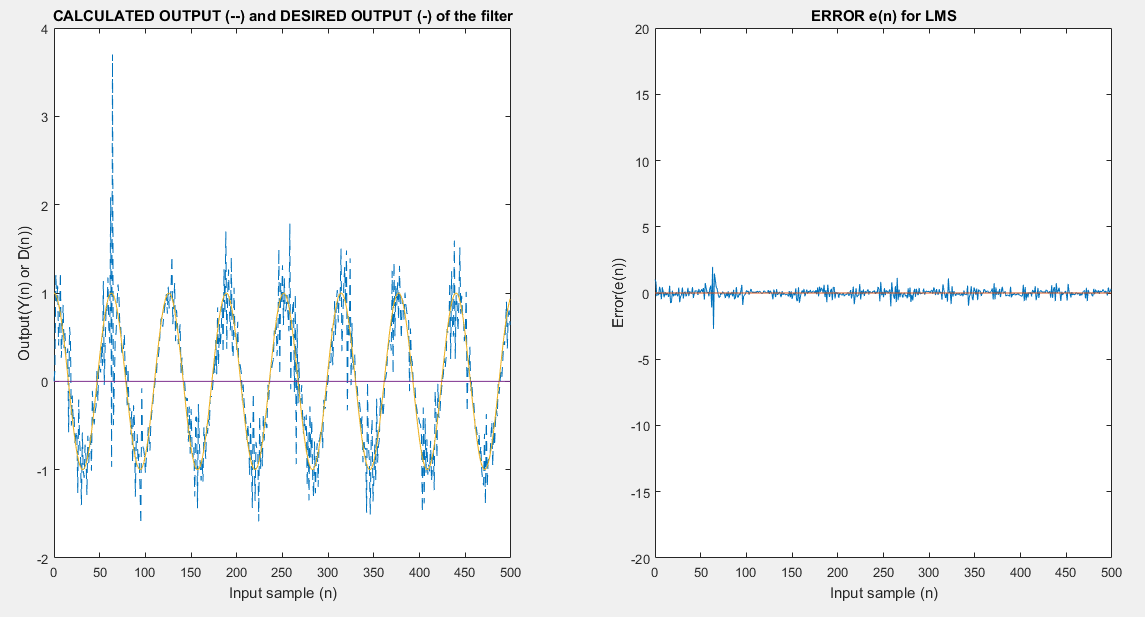 CALCULATED OUTPUT (--) and DESIRED OUTPUT (-) of the filter
4
3
2
1
0
-1
-2
Output(Y(n) or D(n))
0 50 100 150 200 250 300 350 400 450 500
Input sample (n)
ERROR e(n) for LMS
20
15
10
5
0
-5
-10
-15
-20
Error(e(n))
0 50 100 150 200 250 300 350 400 450 500
Input sample (n)